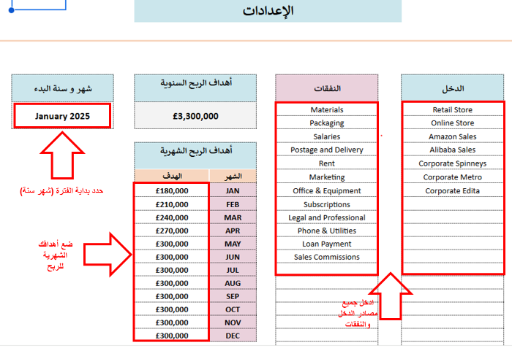 الإعدادات
الدخل
Retail Store
Online Store
Amazon Sales
Alibaba Sales
Corporate Spinneys
Corporate Metro
Corporate Edita
النفقات
Materials
Packaging
Salaries
Postage and Delivery
Rent
Marketing
Office & Equipment
Subscriptions
Legal and Professional
Phone & Utilities
Loan Payment
Sales Commissions
ادخل جميع
مصادر الدخل
والنفقات
أهداف الربح السنوية
£3,300,000
أهداف الربح الشهرية
الشهر الهدف
JAN £180,000
FEB £210,000
MAR £240,000
APR £270,000
MAY £300,000
JUN £300,000
JUL £300,000
AUG £300,000
SEP £300,000
OCT £300,000
NOV £300,000
DEC £300,000
شهر و سنة البدء
January 2025
حدد بداية الفترة (شهر سنة)
ضع أهدافك
الشهرية
للربح